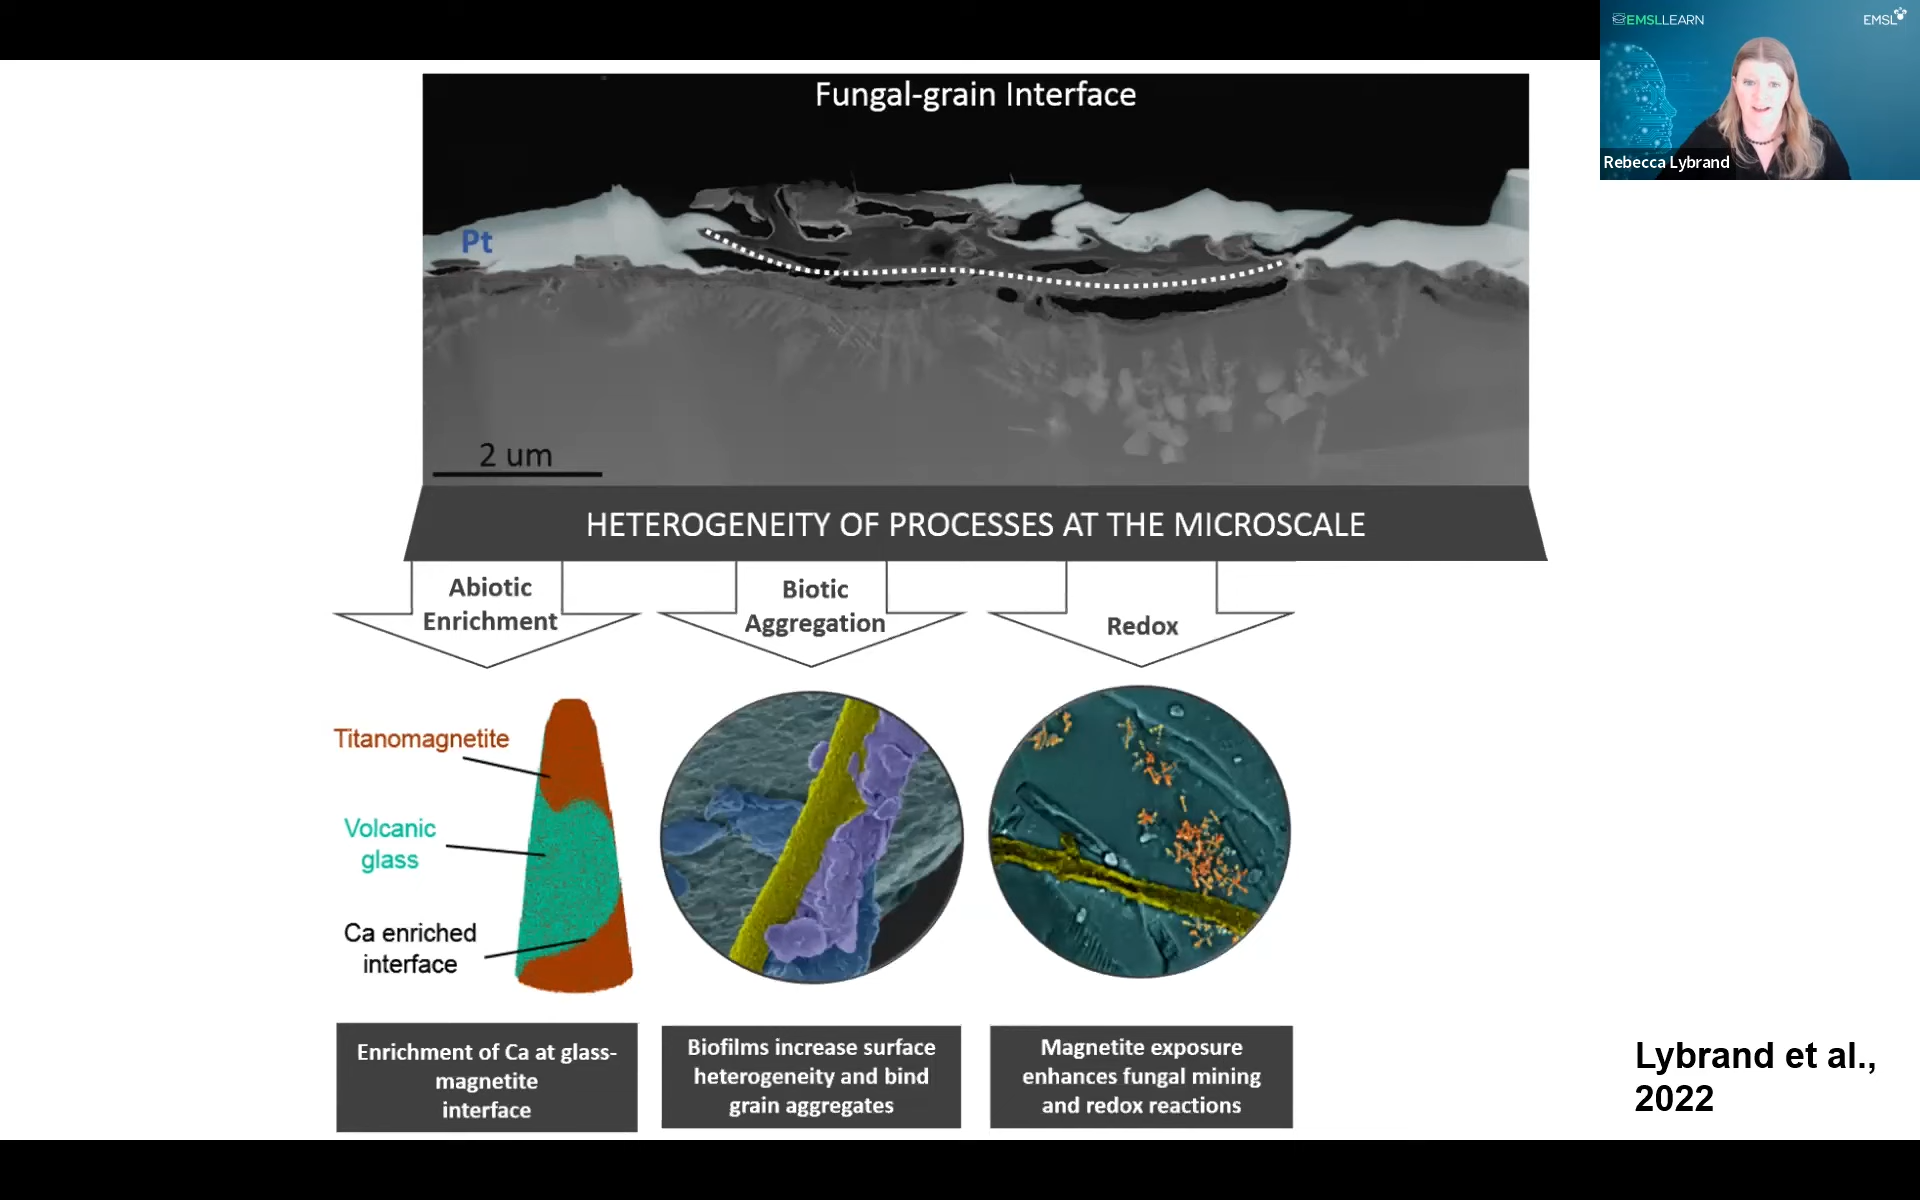 EMSLLEARN
EMSL
Rebecca Lybrand
Fungal-grain Interface
Pt
2 um
HETEROGENEITY OF PROCESSES AT THE MICROSCALE
Abiotic
Enrichment
Biotic
Aggregation
Redox
Titanomagnetite
Volcanic
glass
Ca enriched
interface
Enrichment of Ca at glass-
magnetite
interface
Biofilms increase surface
heterogeneity and bind
grain aggregates
Magnetite exposure
enhances fungal mining
and redox reactions
Lybrand et al.,
2022